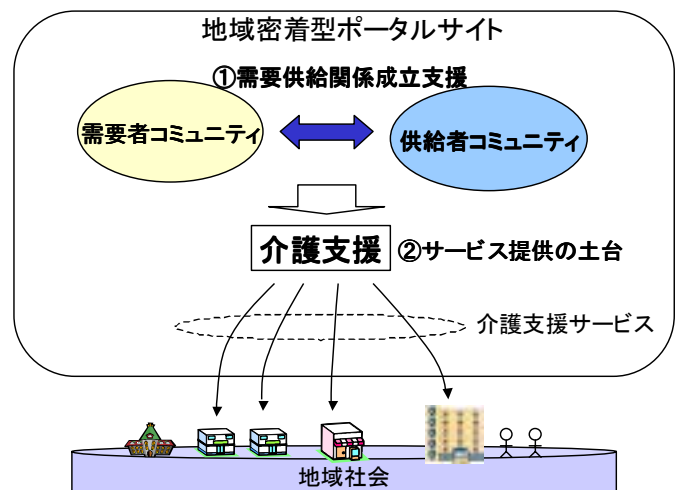 地域密着型ポータルサイト
①需要供給関係成立支援
需要者コミュニティ
供給者コミュニティ
介護支援
②サービス提供の土台
介護支援サービス
地域社会